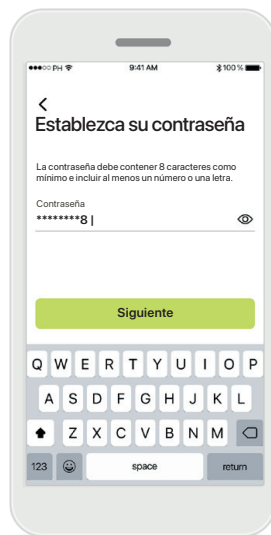 PH 9:41 AM 100 %
Establezca su contraseña
La contraseña debe contener 8 caracteres como
mínimo e incluir al menos un número o una letra.
Contraseña
********8 |
Siguiente
Q W E R T Y U I O P
A S D F G H J K L
Z X C V B N M
123 space return